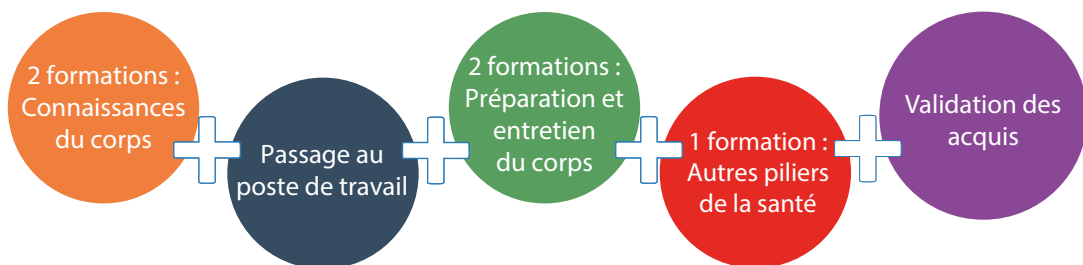 2 formations :
Connaissances
du corps
Passage au
poste de travail
2 formations :
Préparation et
entretien
du corps
1 formation :
Autres piliers
de la santé
Validation des
acquis